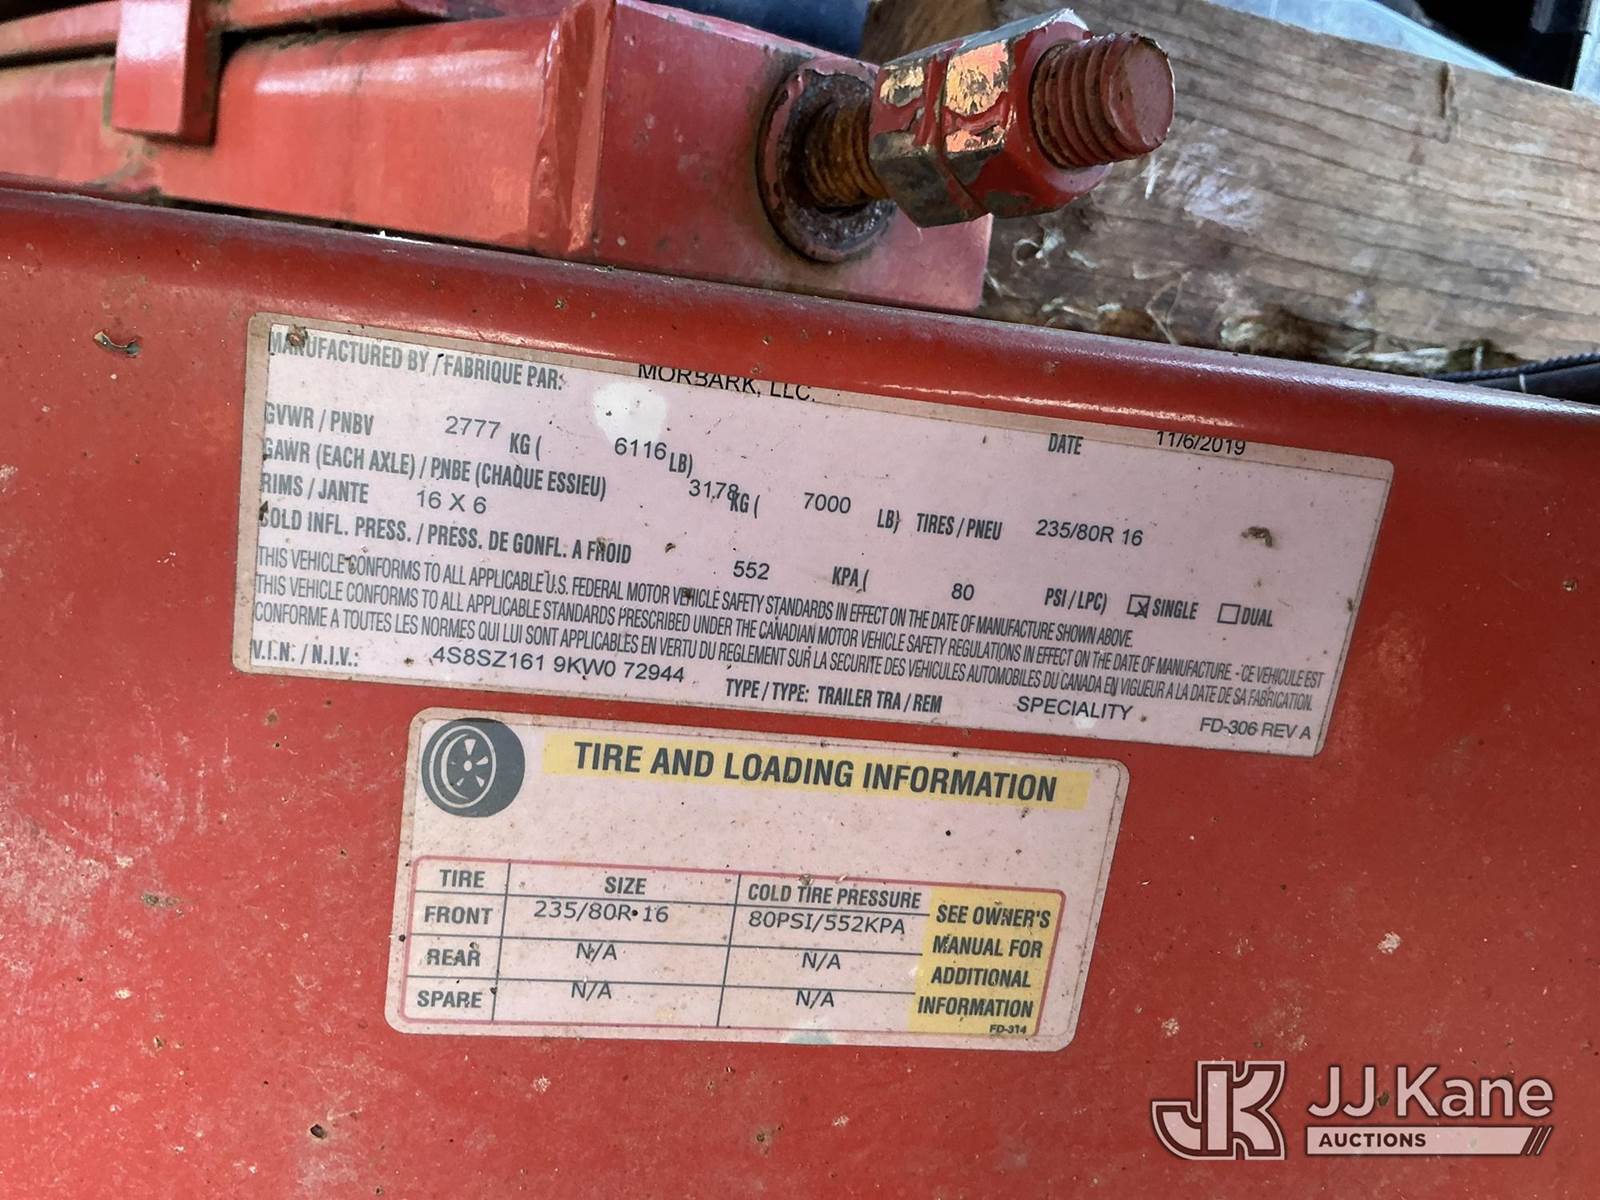 MANUFACTURED BY / FABRIQUE PAR: MORBARK, LLC. DATE 11/6/2019
GVWR / PNBV 2777 KG ( 6116 LB)
GAWR (EACH AXLE) / PNBE (CHAQUE ESSIEU) 3178 KG ( 7000 LB) TIRES / PNEU 235/80R 16
RIMS / JANTE 16 X 6
COLD INFL. PRESS. / PRESS. DE GONFL. A FROID 552 KPA ( 80 PSI / LPC) SINGLE DUAL
THIS VEHICLE CONFORMS TO ALL APPLICABLE U.S. FEDERAL MOTOR VEHICLE SAFETY STANDARDS IN EFFECT ON THE DATE OF MANUFACTURE SHOWN ABOVE.
THIS VEHICLE CONFORMS TO ALL APPLICABLE STANDARDS PRESCRIBED UNDER THE CANADIAN MOTOR VEHICLE SAFETY REGULATIONS IN EFFECT ON THE DATE OF MANUFACTURE. - CE VEHICULE EST
CONFORME A TOUTES LES NORMES QUI LUI SONT APPLICABLES EN VERTU DU REGLEMENT SUR LA SECURITE DES VEHICULES AUTOMOBILES DU CANADA EN VIGUEUR A LA DATE DE SA FABRICATION.
V.I.N. / N.I.V.: 4S8SZ161 9KW0 72944 TYPE / TYPE: TRAILER TRA / REM SPECIALITY FD-306 REV A
TIRE AND LOADING INFORMATION
TIRE SIZE COLD TIRE PRESSURE
FRONT 235/80R 16 80PSI/552KPA
REAR N/A N/A
SPARE N/A N/A
SEE OWNER'S
MANUAL FOR
ADDITIONAL
INFORMATION
FD-314
JK JJ Kane
AUCTIONS